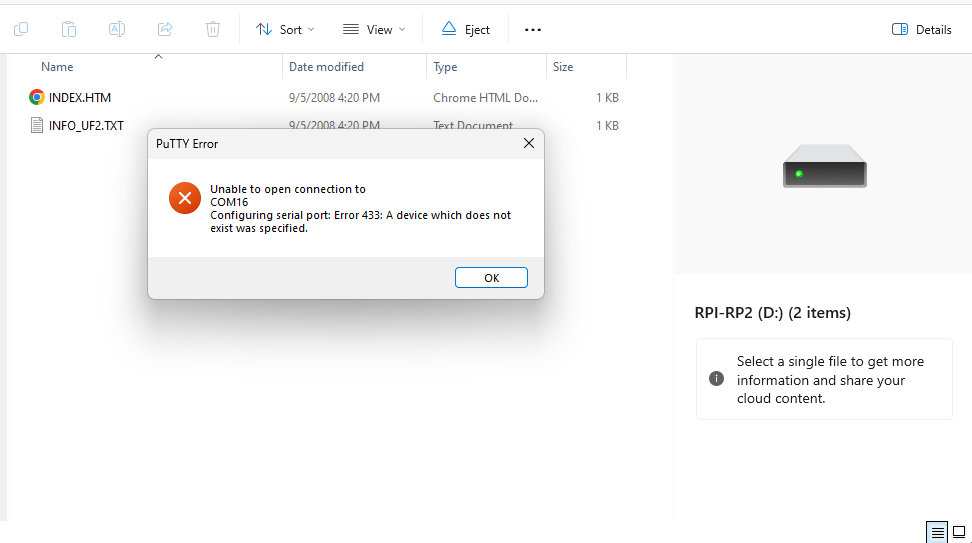 Sort
View
Eject
Details
Name
Date modified
Type
Size
INDEX.HTM 9/5/2008 4:20 PM Chrome HTML Do... 1 KB
INFO_UF2.TXT 9/5/2008 4:20 PM Text Document 1 KB
PuTTY Error
Unable to open connection to
COM16
Configuring serial port: Error 433: A device which does not
exist was specified.
OK
RPI-RP2 (D:) (2 items)
Select a single file to get more
information and share your
cloud content.